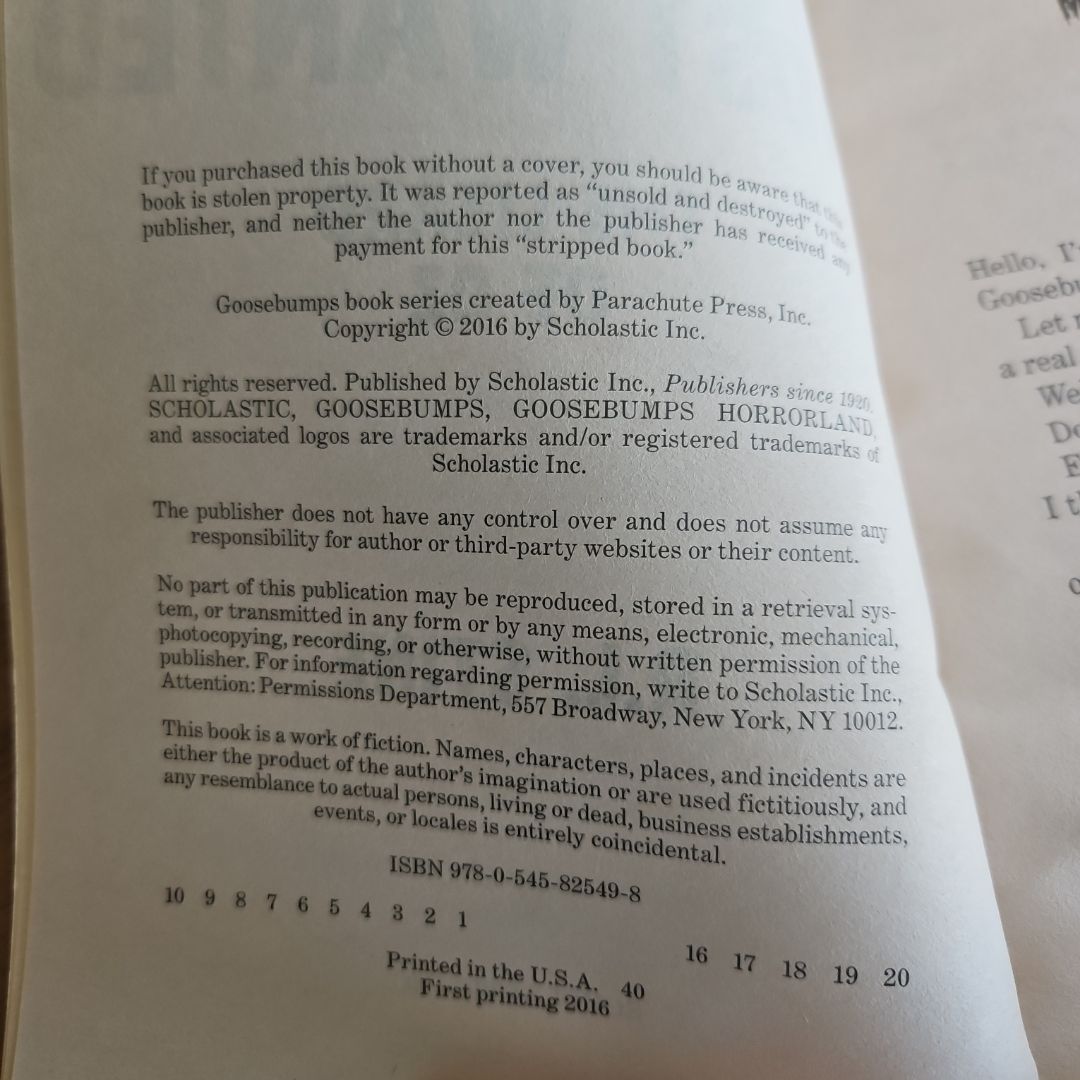 If you purchased this book without a cover, you should be aware that this
book is stolen property. It was reported as “unsold and destroyed” to the
publisher, and neither the author nor the publisher has received any
payment for this “stripped book.”
Goosebumps book series created by Parachute Press, Inc.
Copyright © 2016 by Scholastic Inc.
All rights reserved. Published by Scholastic Inc., Publishers since 1920.
SCHOLASTIC, GOOSEBUMPS, GOOSEBUMPS HORRORLAND,
and associated logos are trademarks and/or registered trademarks of
Scholastic Inc.
The publisher does not have any control over and does not assume any
responsibility for author or third-party websites or their content.
No part of this publication may be reproduced, stored in a retrieval sys-
tem, or transmitted in any form or by any means, electronic, mechanical,
photocopying, recording, or otherwise, without written permission of the
publisher. For information regarding permission, write to Scholastic Inc.,
Attention: Permissions Department, 557 Broadway, New York, NY 10012.
This book is a work of fiction. Names, characters, places, and incidents are
either the product of the author’s imagination or are used fictitiously, and
any resemblance to actual persons, living or dead, business establishments,
events, or locales is entirely coincidental.
ISBN 978-0-545-82549-8
10 9 8 7 6 5 4 3 2 1 16 17 18 19 20
Printed in the U.S.A. 40
First printing 2016
Hello. I’
Gooseb
Let
a real
We
I t